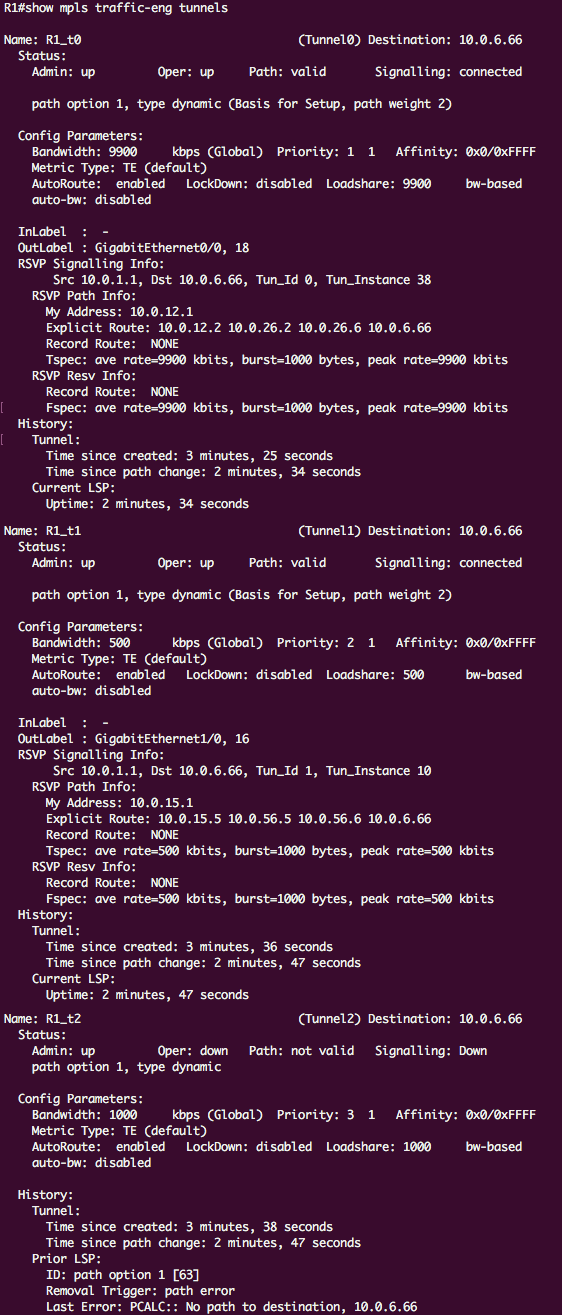 R1#show mpls traffic-eng tunnels
Name: R1_t0 (Tunnel0) Destination: 10.0.6.66
Status:
Admin: up Oper: up Path: valid Signalling: connected
path option 1, type dynamic (Basis for Setup, path weight 2)
Config Parameters:
Bandwidth: 9900 kbps (Global) Priority: 1 1 Affinity: 0x0/0xFFFF
Metric Type: TE (default)
AutoRoute: enabled LockDown: disabled Loadshare: 9900 bw-based
auto-bw: disabled
InLabel : -
OutLabel : GigabitEthernet0/0, 18
RSVP Signalling Info:
Src 10.0.1.1, Dst 10.0.6.66, Tun_Id 0, Tun_Instance 38
RSVP Path Info:
My Address: 10.0.12.1
Explicit Route: 10.0.12.2 10.0.26.2 10.0.26.6 10.0.6.66
Record Route: NONE
Tspec: ave rate=9900 kbits, burst=1000 bytes, peak rate=9900 kbits
RSVP Resv Info:
Record Route: NONE
Fspec: ave rate=9900 kbits, burst=1000 bytes, peak rate=9900 kbits
History:
Tunnel:
Time since created: 3 minutes, 25 seconds
Time since path change: 2 minutes, 34 seconds
Current LSP:
Uptime: 2 minutes, 34 seconds
Name: R1_t1 (Tunnel1) Destination: 10.0.6.66
Status:
Admin: up Oper: up Path: valid Signalling: connected
path option 1, type dynamic (Basis for Setup, path weight 2)
Config Parameters:
Bandwidth: 500 kbps (Global) Priority: 2 1 Affinity: 0x0/0xFFFF
Metric Type: TE (default)
AutoRoute: enabled LockDown: disabled Loadshare: 500 bw-based
auto-bw: disabled
InLabel : -
OutLabel : GigabitEthernet1/0, 16
RSVP Signalling Info:
Src 10.0.1.1, Dst 10.0.6.66, Tun_Id 1, Tun_Instance 10
RSVP Path Info:
My Address: 10.0.15.1
Explicit Route: 10.0.15.5 10.0.56.5 10.0.56.6 10.0.6.66
Record Route: NONE
Tspec: ave rate=500 kbits, burst=1000 bytes, peak rate=500 kbits
RSVP Resv Info:
Record Route: NONE
Fspec: ave rate=500 kbits, burst=1000 bytes, peak rate=500 kbits
History:
Tunnel:
Time since created: 3 minutes, 36 seconds
Time since path change: 2 minutes, 47 seconds
Current LSP:
Uptime: 2 minutes, 47 seconds
Name: R1_t2 (Tunnel2) Destination: 10.0.6.66
Status:
Admin: up Oper: down Path: not valid Signalling: Down
path option 1, type dynamic
Config Parameters:
Bandwidth: 1000 kbps (Global) Priority: 3 1 Affinity: 0x0/0xFFFF
Metric Type: TE (default)
AutoRoute: enabled LockDown: disabled Loadshare: 1000 bw-based
auto-bw: disabled
History:
Tunnel:
Time since created: 3 minutes, 38 seconds
Time since path change: 2 minutes, 47 seconds
Prior LSP:
ID: path option 1 [63]
Removal Trigger: path error
Last Error: PCALC:: No path to destination, 10.0.6.66